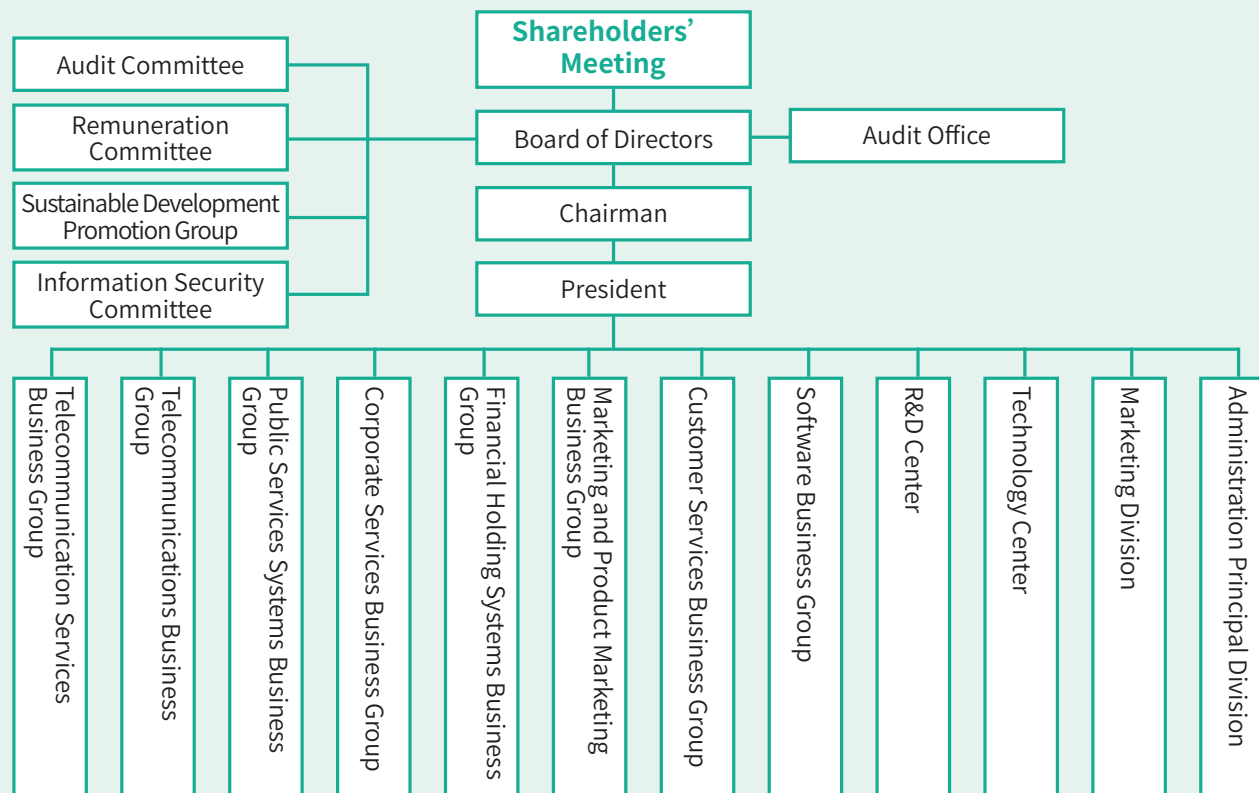 Shareholders’
Meeting
Audit Committee
Remuneration
Committee
Sustainable Development
Promotion Group
Information Security
Committee
Board of Directors
Audit Office
Chairman
President
Telecommunication Services
Business Group
Telecommunications Business
Group
Public Services Systems Business
Group
Corporate Services Business Group
Financial Holding Systems Business
Group
Marketing and Product Marketing
Business Group
Customer Services Business Group
Software Business Group
R&D Center
Technology Center
Marketing Division
Administration Principal Division